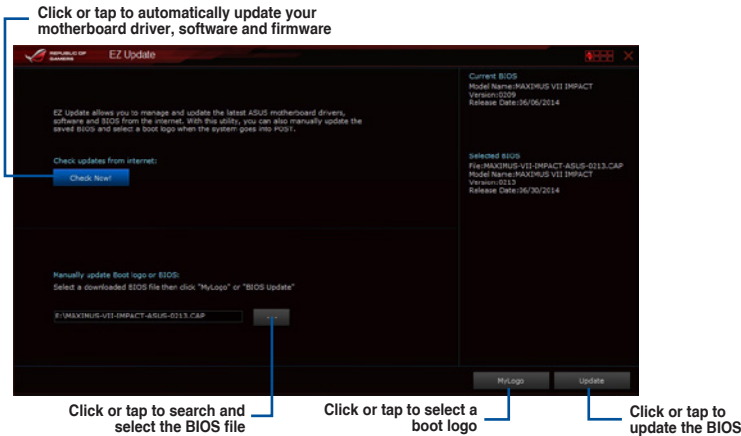 Click or tap to automatically update your
motherboard driver, software and firmware
REPUBLIC OF
GAMERS
EZ Update
Current BIOS
Model Name:MAXIMUS VII IMPACT
Version:0209
Release Date:06/06/2014
EZ Update allows you to manage and update the latest ASUS motherboard drivers,
software and BIOS from the internet. With this utility, you can also manually update the
saved BIOS and select a boot logo when the system goes into POST.
Check updates from internet:
Check Now!
Selected BIOS
File:MAXIMUS-VII-IMPACT-ASUS-0213.CAP
Model Name:MAXIMUS VII IMPACT
Version:0213
Release Date:06/30/2014
Manually update Boot logo or BIOS:
Select a downloaded BIOS file then click "MyLogo" or "BIOS Update"
E:\MAXIMUS-VII-IMPACT-ASUS-0213.CAP
...
MyLogo
Update
Click or tap to search and
select the BIOS file
Click or tap to select a
boot logo
Click or tap to
update the BIOS